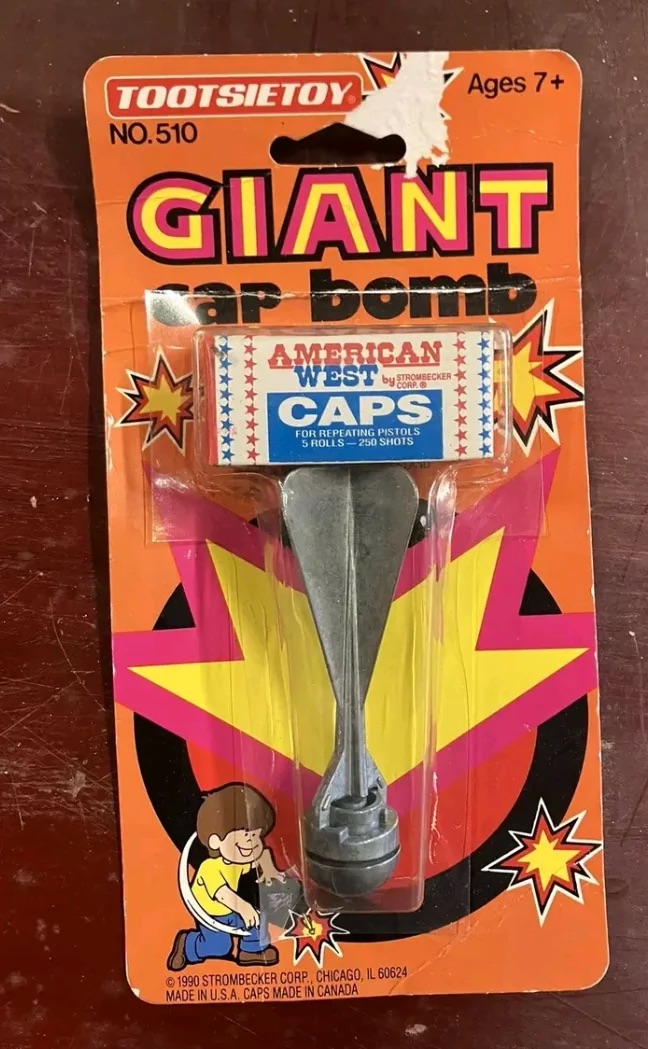 TOOTSIETOY®
Ages 7+
NO. 510
GIANT
cap bomb
AMERICAN
WEST by STROMBECKER CORP. ®
CAPS
FOR REPEATING PISTOLS
5 ROLLS — 250 SHOTS
© 1990 STROMBECKER CORP., CHICAGO, IL 60624
MADE IN U.S.A. CAPS MADE IN CANADA